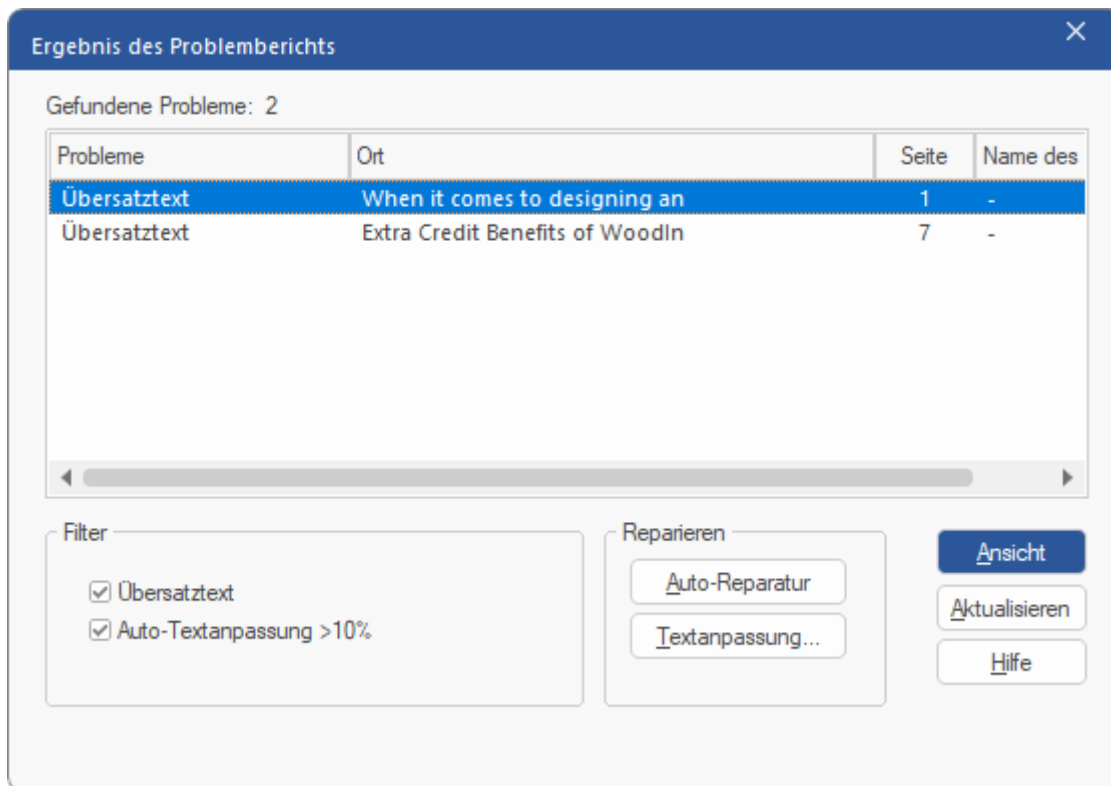 Ergebnis des Problemberichts
Gefundene Probleme: 2
Probleme Ort Seite Name des
Übersatztext When it comes to designing an 1 -
Übersatztext Extra Credit Benefits of WoodIn 7 -
Filter
Übersatztext
Auto-Textanpassung >10%
Reparieren
Auto-Reparatur
Textanpassung...
Ansicht
Aktualisieren
Hilfe